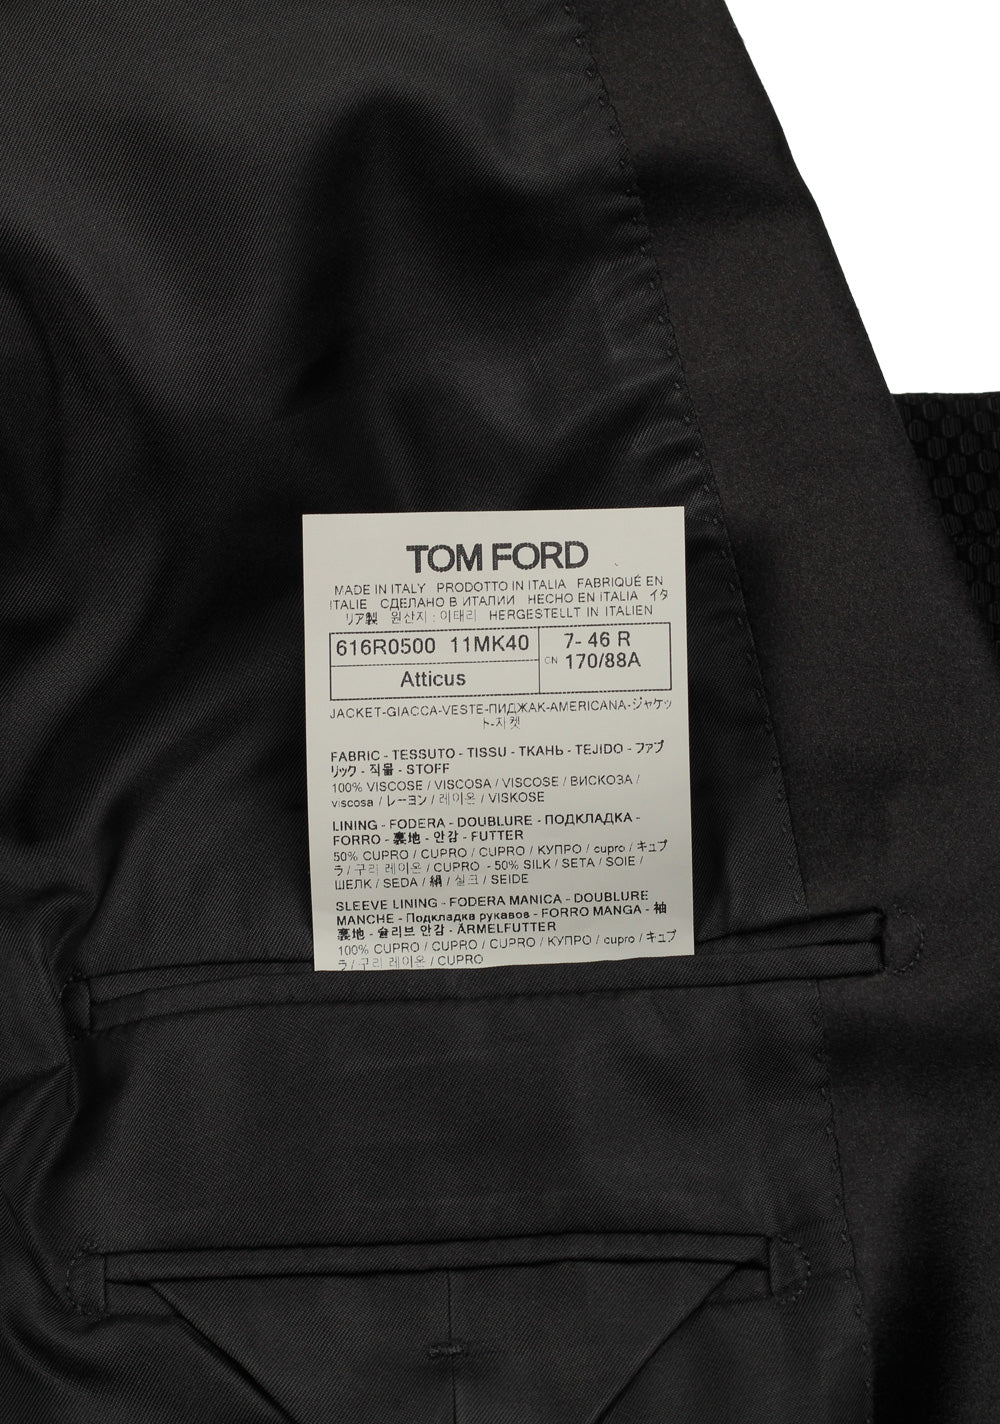 TOM FORD
MADE IN ITALY PRODOTTO IN ITALIA FABRIQUÉ EN
ITALIE СДЕЛАНО В ИТАЛИИ HECHO EN ITALIA イタ
リア製 원산지 : 이태리 HERGESTELLT IN ITALIEN
616R0500 11MK40
7- 46 R
CN 170/88A
Atticus
JACKET-GIACCA-VESTE-ПИДЖАК-AMERICANA-ジャケッ
ト-자켓
FABRIC - TESSUTO - TISSU - ТКАНЬ - TEJIDO - ファブ
リック - 직물 - STOFF
100% VISCOSE / VISCOSA / VISCOSE / ВИСКОЗА /
viscosa / レーヨン / 레이온 / VISKOSE
LINING - FODERA - DOUBLURE - ПОДКЛАДКА -
FORRO - 裏地 - 안감 - FUTTER
50% CUPRO / CUPRO / CUPRO / КУПРО / cupro / キュプ
ラ / 구리 레이온 / CUPRO - 50% SILK / SETA / SOIE /
ШЕЛК / SEDA / 絹 / 실크 / SEIDE
SLEEVE LINING - FODERA MANICA - DOUBLURE
MANCHE - Подкладка рукавов - FORRO MANGA - 袖
裏地 - 슬리브 안감 - ÄRMELFUTTER
100% CUPRO / CUPRO / CUPRO / КУПРО / cupro / キュプ
ラ / 구리 레이온 / CUPRO